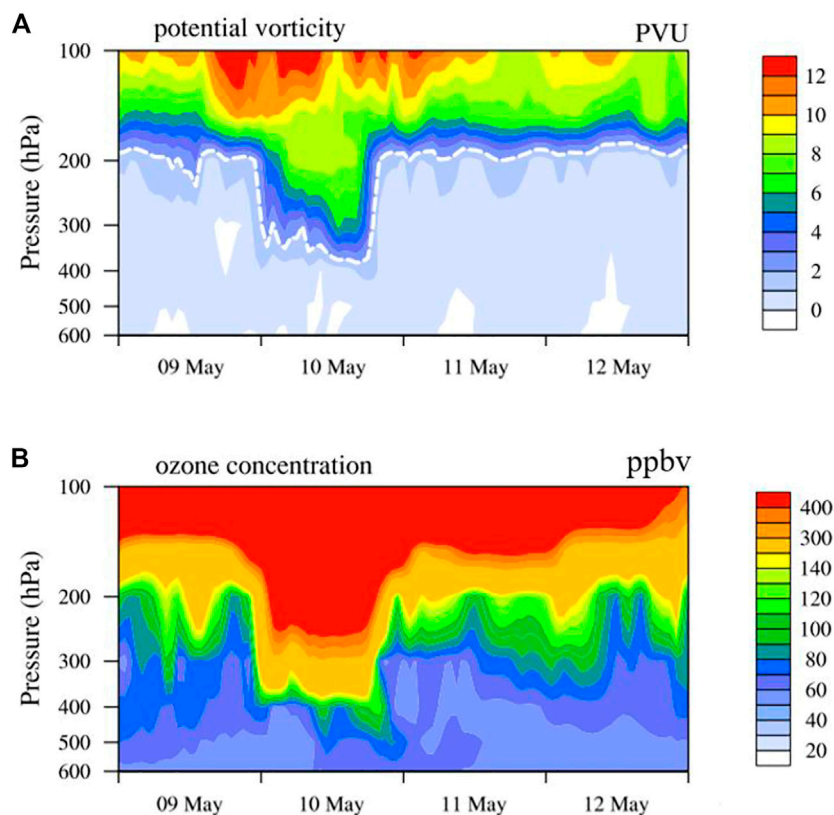 A
potential vorticity
PVU
Pressure (hPa)
100
200
300
400
500
600
09 May
10 May
11 May
12 May
12
10
8
6
4
2
0
B
ozone concentration
ppbv
Pressure (hPa)
100
200
300
400
500
600
09 May
10 May
11 May
12 May
400
300
140
120
100
80
60
40
20